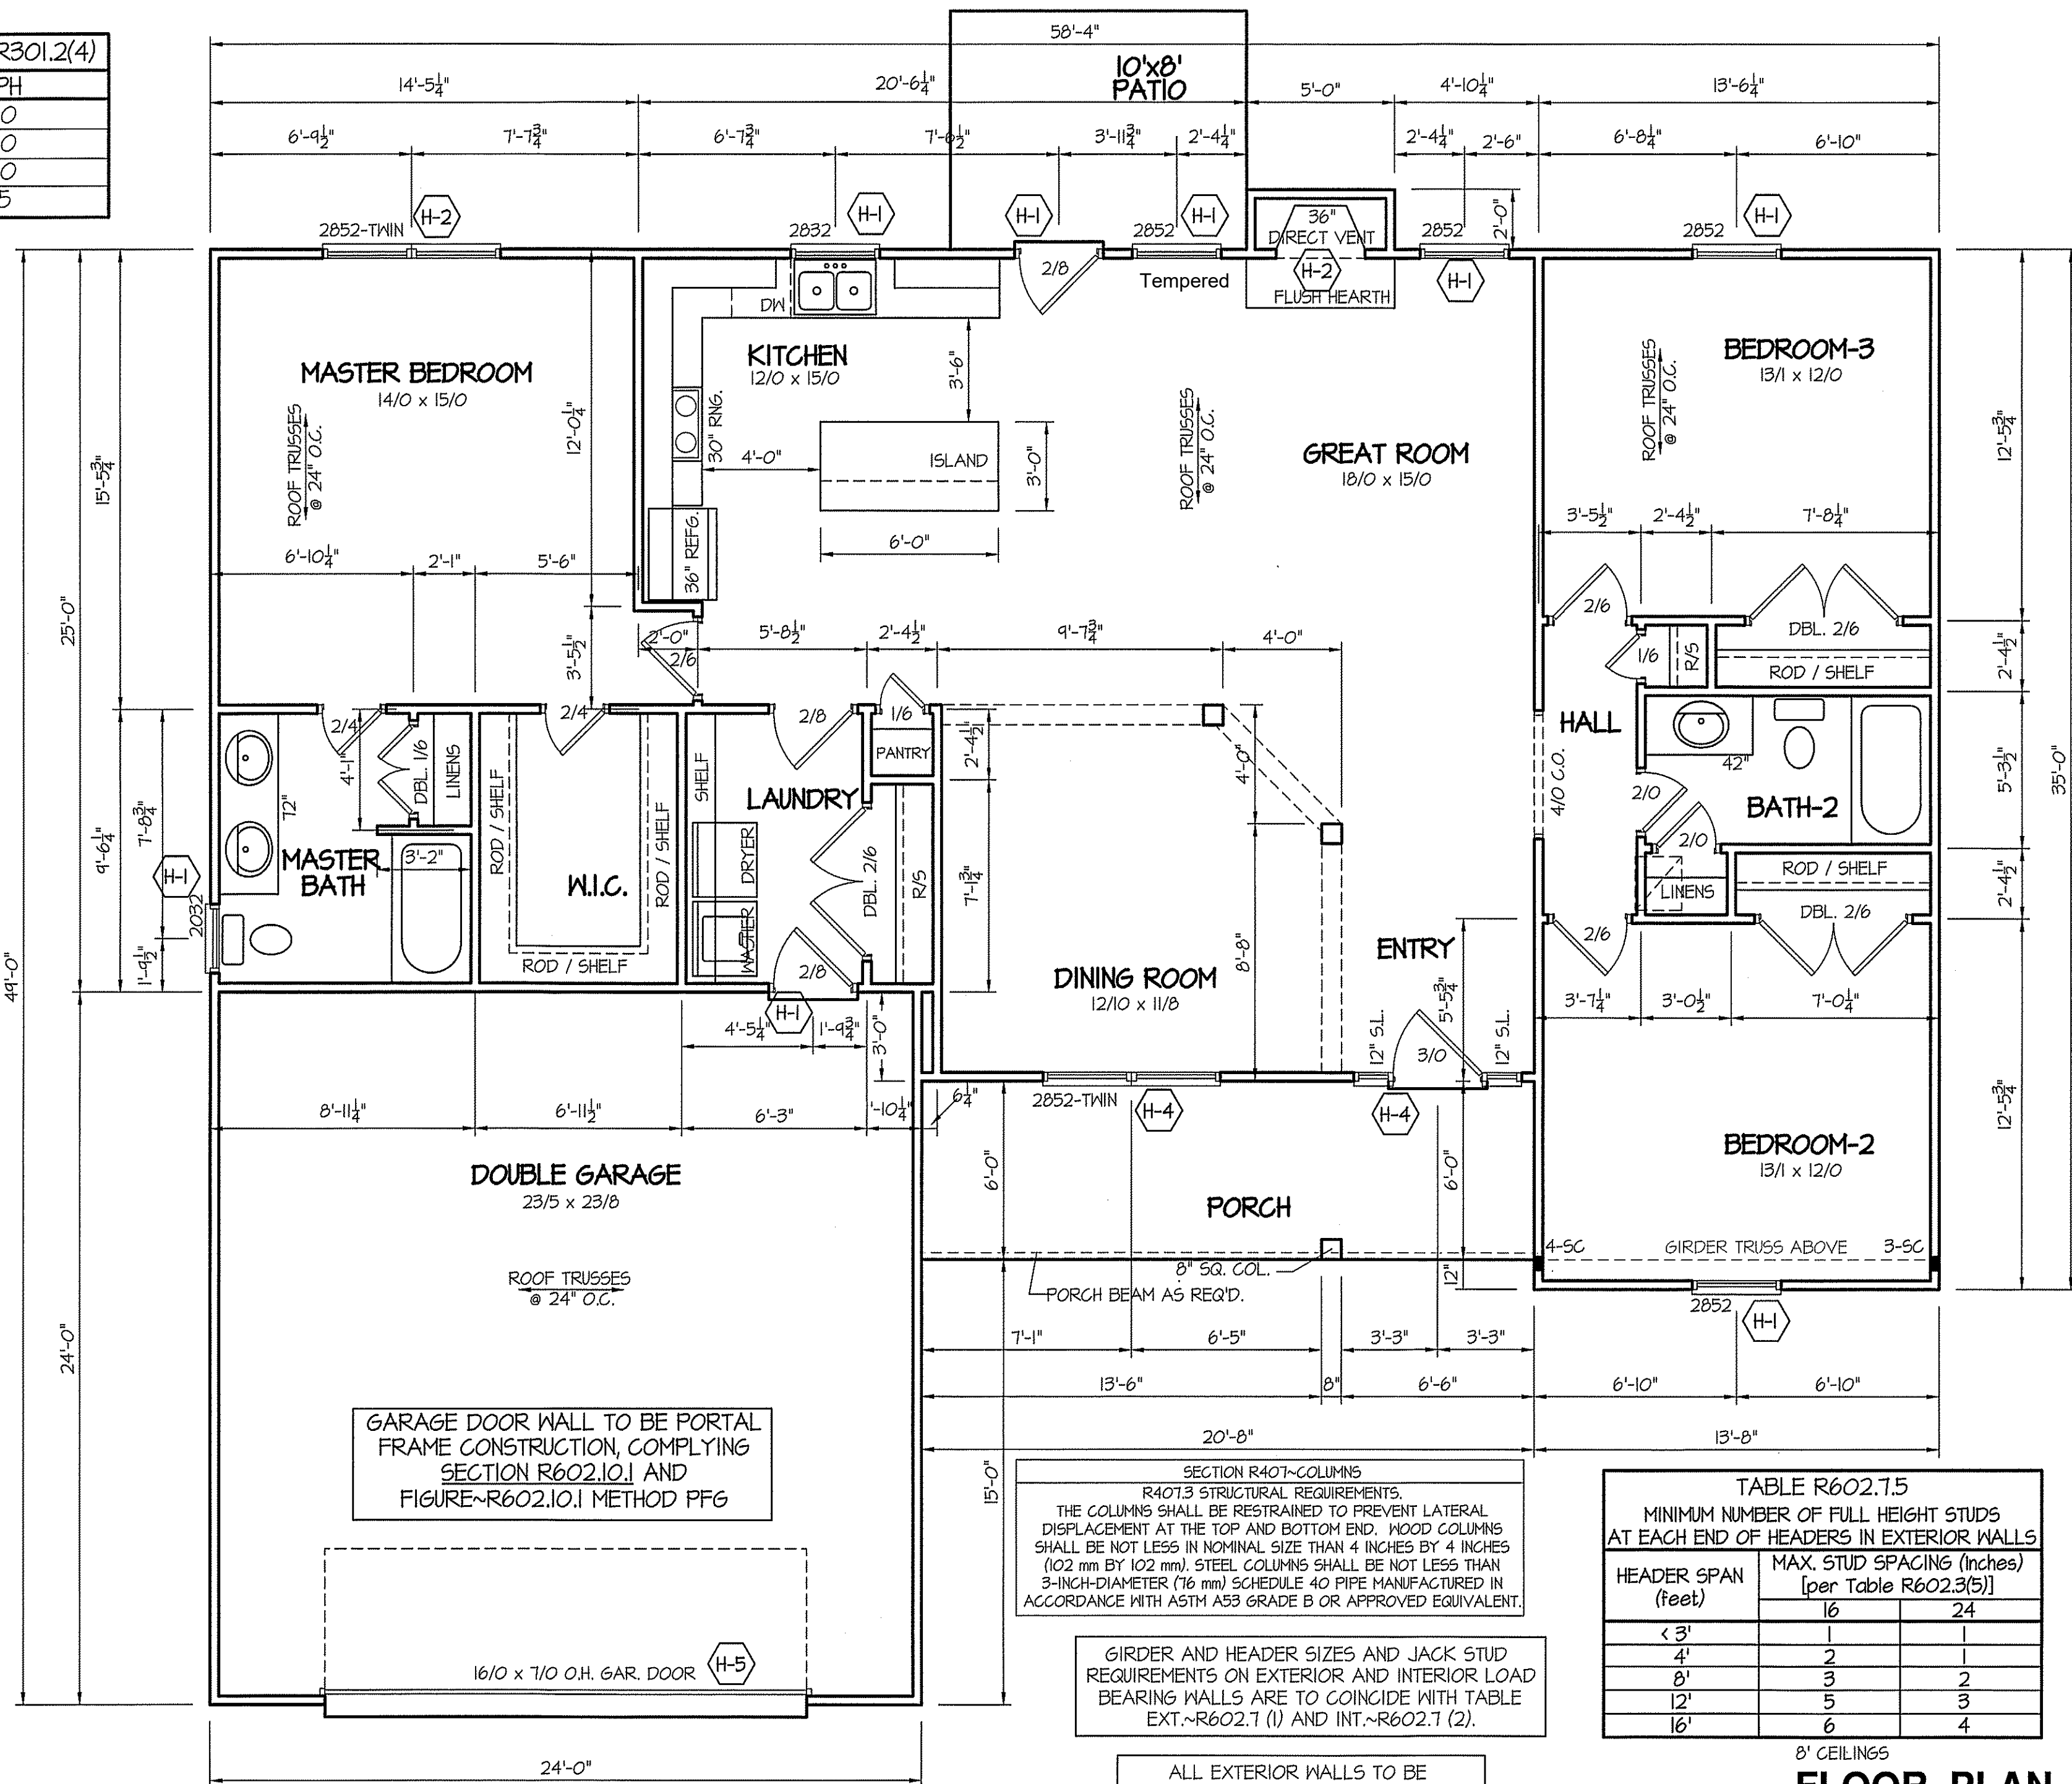 R301.2(4)
PH
0
0
0
5
58'-4"
14'-5 1/4"
20'-6 1/4"
10'x8'
PATIO
5'-0"
4'-10 1/4"
13'-6 1/4"
6'-9 1/2"
7'-7 3/4"
6'-7 3/4"
7'-6 1/2"
3'-11 3/4"
2'-4 1/4"
2'-4 1/4"
2'-6"
6'-8 1/4"
6'-10"
2852-TWIN
H-2
2832
H-1
H-1
2852
H-1
36"
DIRECT VENT
H-2
FLUSH HEARTH
2852
H-1
2'-0"
2852
H-1
2/8
Tempered
DW
MASTER BEDROOM
14/0 x 15/0
ROOF TRUSSES
@ 24" O.C.
12'-0 1/4"
KITCHEN
12/0 x 15/0
3'-6"
30" RNG.
4'-0"
ISLAND
3'-0"
6'-0"
36" REFG.
ROOF TRUSSES
@ 24" O.C.
GREAT ROOM
18/0 x 15/0
ROOF TRUSSES
@ 24" O.C.
BEDROOM-3
13/1 x 12/0
15'-5 3/4"
12'-5 3/4"
3'-5 1/2"
2'-4 1/2"
7'-8 1/4"
6'-10 1/4"
2'-1"
5'-6"
25'-0"
3'-5 1/2"
2'-0"
2/6
5'-8 1/2"
2'-4 1/2"
9'-7 3/4"
4'-0"
2/6
DBL. 2/6
1/6
R/S
ROD / SHELF
2'-4 1/2"
2/4
4'-1"
DBL. 1/6
LINENS
2/4
2/8
1/6
PANTRY
2'-4 1/2"
4'-0"
HALL
4/0 C.O.
42"
BATH-2
2/0
2/0
5'-3 1/2"
35'-0"
72"
MASTER
BATH
3'-2"
ROD / SHELF
ROD / SHELF
W.I.C.
ROD / SHELF
SHELF
LAUNDRY
DRYER
WASHER
DBL. 2/6
R/S
7'-1 3/4"
2/8
7'-8 3/4"
9'-6 1/4"
H-1
2032
1'-9 1/2"
49'-0"
LINENS
ROD / SHELF
DBL. 2/6
2'-4 1/2"
2/6
ENTRY
8'-8"
5'-5 3/4"
DINING ROOM
12/10 x 11/8
12" S.L.
3/0
12" S.L.
3'-7 1/4"
3'-0 1/2"
7'-0 1/4"
H-1
4'-5 1/4"
1'-9 3/4"
3'-0"
8'-11 1/4"
6'-11 1/2"
6'-3"
'-10 1/4"
6 1/4"
2852-TWIN
H-4
H-4
12'-5 3/4"
BEDROOM-2
13/1 x 12/0
DOUBLE GARAGE
23/5 x 23/8
6'-0"
PORCH
6'-0"
4-SC
GIRDER TRUSS ABOVE
3-SC
8" SQ. COL.
12"
PORCH BEAM AS REQ'D.
2852
H-1
ROOF TRUSSES
@ 24" O.C.
24'-0"
7'-1"
6'-5"
3'-3"
3'-3"
13'-6"
8"
6'-6"
6'-10"
6'-10"
20'-8"
13'-8"
15'-0"
GARAGE DOOR WALL TO BE PORTAL
FRAME CONSTRUCTION, COMPLYING
SECTION R602.10.1 AND
FIGURE~R602.10.1 METHOD PFG
SECTION R407~COLUMNS
R407.3 STRUCTURAL REQUIREMENTS.
THE COLUMNS SHALL BE RESTRAINED TO PREVENT LATERAL
DISPLACEMENT AT THE TOP AND BOTTOM END. WOOD COLUMNS
SHALL BE NOT LESS IN NOMINAL SIZE THAN 4 INCHES BY 4 INCHES
(102 mm BY 102 mm). STEEL COLUMNS SHALL BE NOT LESS THAN
3-INCH-DIAMETER (76 mm) SCHEDULE 40 PIPE MANUFACTURED IN
ACCORDANCE WITH ASTM A53 GRADE B OR APPROVED EQUIVALENT.
GIRDER AND HEADER SIZES AND JACK STUD
REQUIREMENTS ON EXTERIOR AND INTERIOR LOAD
BEARING WALLS ARE TO COINCIDE WITH TABLE
EXT.~R602.7 (1) AND INT.~R602.7 (2).
TABLE R602.7.5
MINIMUM NUMBER OF FULL HEIGHT STUDS
AT EACH END OF HEADERS IN EXTERIOR WALLS
HEADER SPAN
(feet)
MAX. STUD SPACING (inches)
[per Table R602.3(5)]
16 24
< 3' 1 1
4' 2 1
8' 3 2
12' 5 3
16' 6 4
16/0 x 7/0 O.H. GAR. DOOR
H-5
24'-0"
ALL EXTERIOR WALLS TO BE
8' CEILINGS
FLOOR PLAN